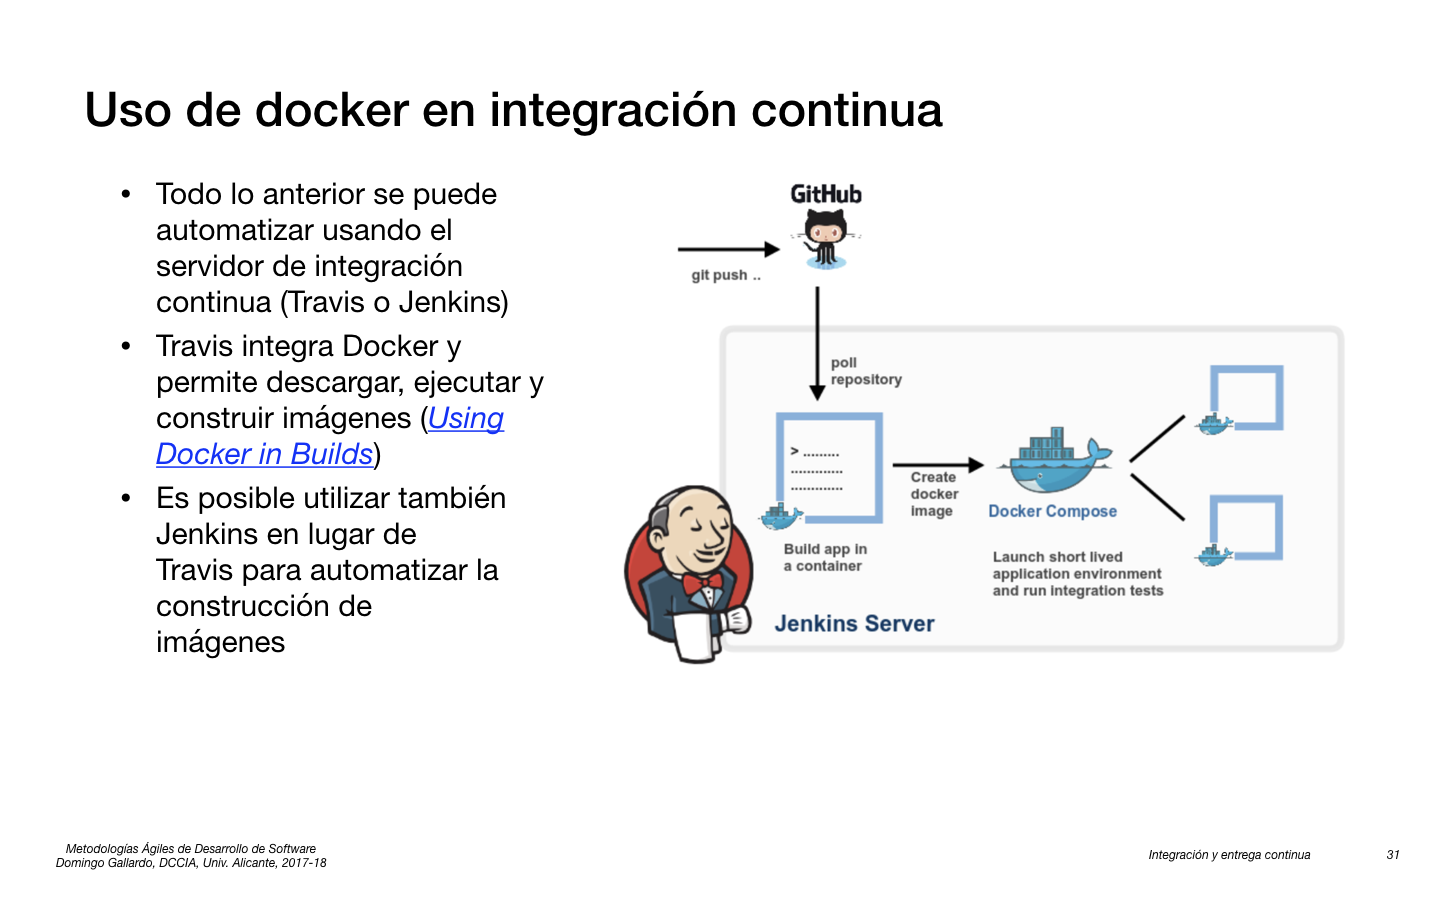 Uso de docker en integración continua
• Todo lo anterior se puede
automatizar usando el
servidor de integración
continua (Travis o Jenkins)
• Travis integra Docker y
permite descargar, ejecutar y
construir imágenes (Using
Docker in Builds)
• Es posible utilizar también
Jenkins en lugar de
Travis para automatizar la
construcción de
imágenes
GitHub
git push ..
poll
repository
> .........
.............
.............
Build app in
a container
Create
docker
image
Docker Compose
Launch short lived
application environment
and run integration tests
Jenkins Server
Metodologías Ágiles de Desarrollo de Software
Domingo Gallardo, DCCIA, Univ. Alicante, 2017-18
Integración y entrega continua
31